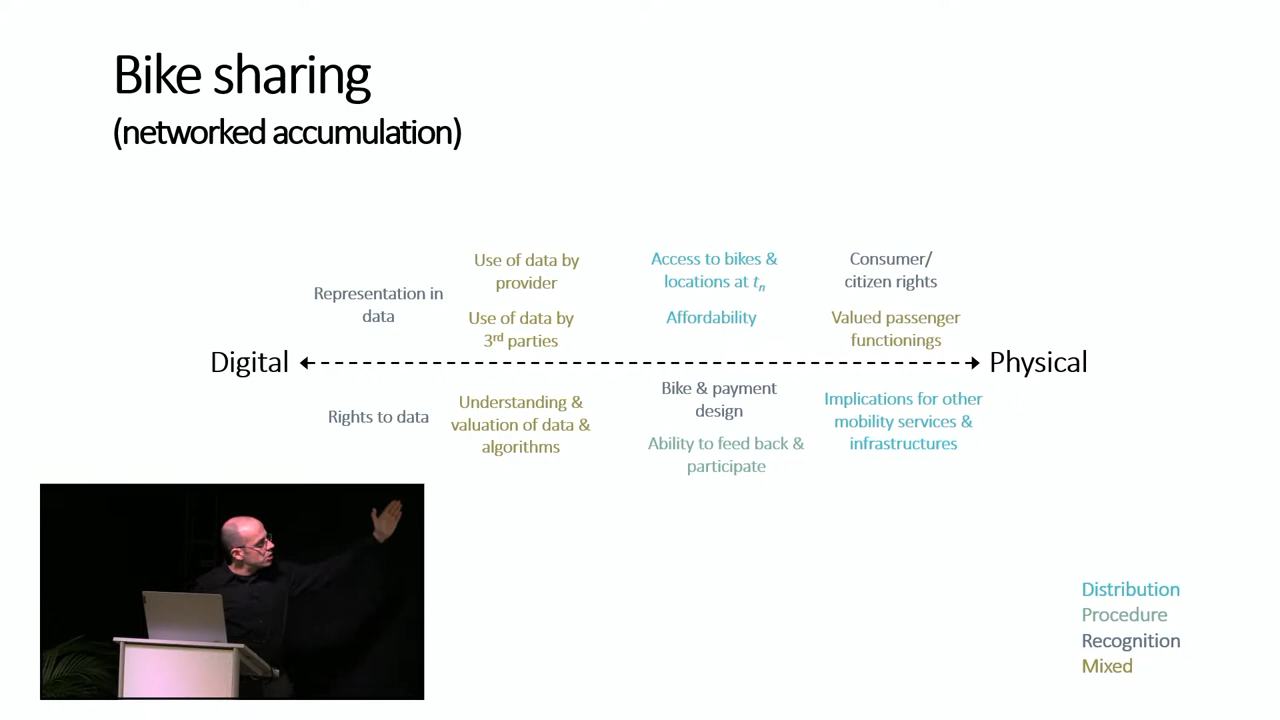 Bike sharing
(networked accumulation)
Representation in
data
Use of data by
provider
Use of data by
3rd parties
Access to bikes &
locations at tn
Affordability
Consumer/
citizen rights
Valued passenger
functionings
Digital
Physical
Rights to data
Understanding &
valuation of data &
algorithms
Bike & payment
design
Ability to feed back &
participate
Implications for other
mobility services &
infrastructures
Distribution
Procedure
Recognition
Mixed